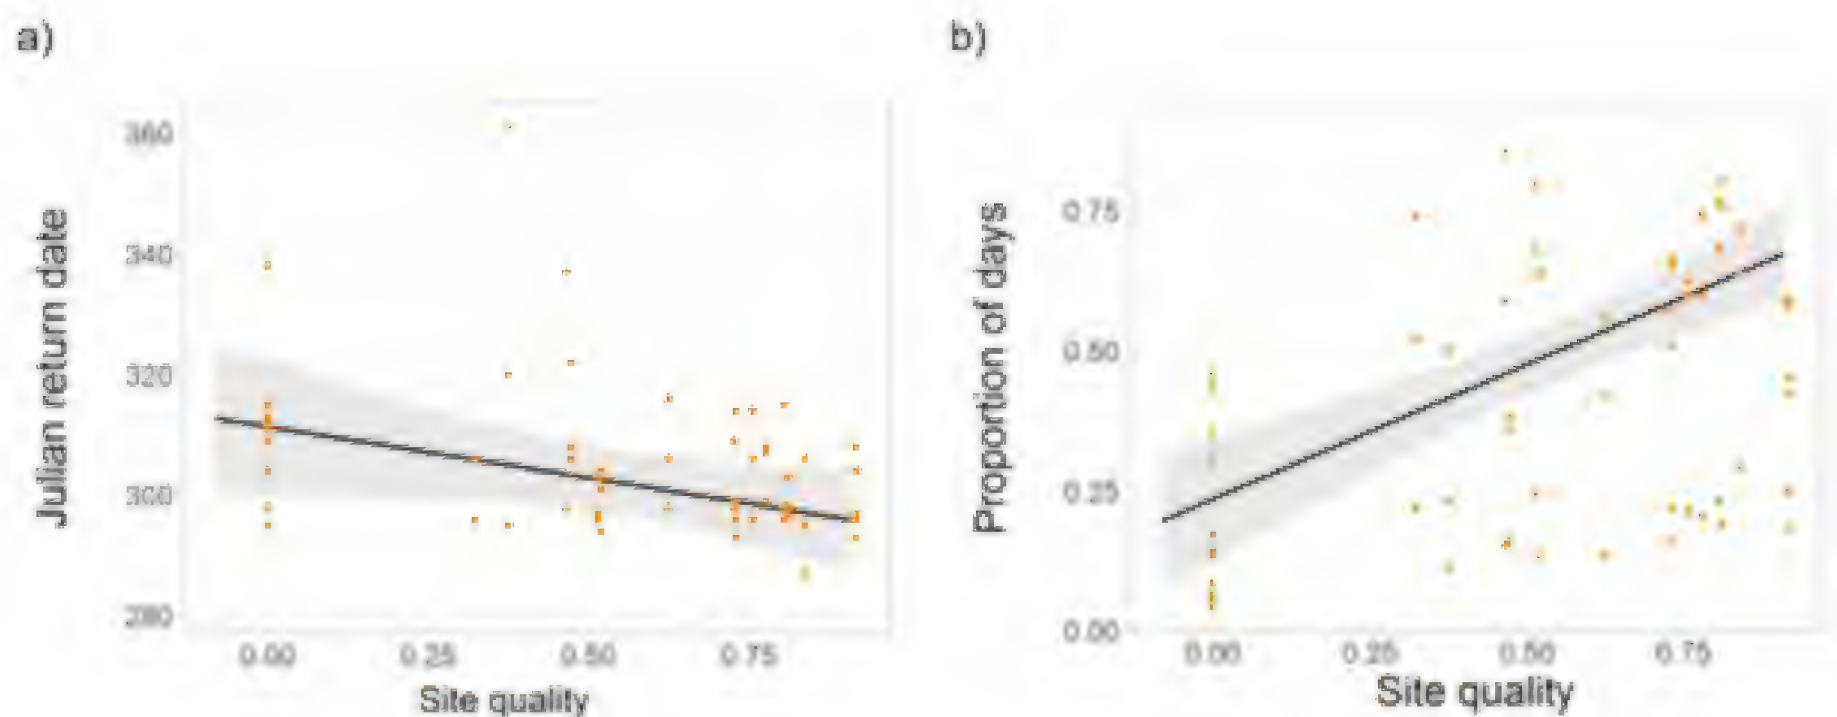 a)
360
340
320
300
280
Julian return date
0.00 0.25 0.50 0.75
Site quality
b)
0.75
0.50
0.25
0.00
Proportion of days
0.00 0.25 0.50 0.75
Site quality